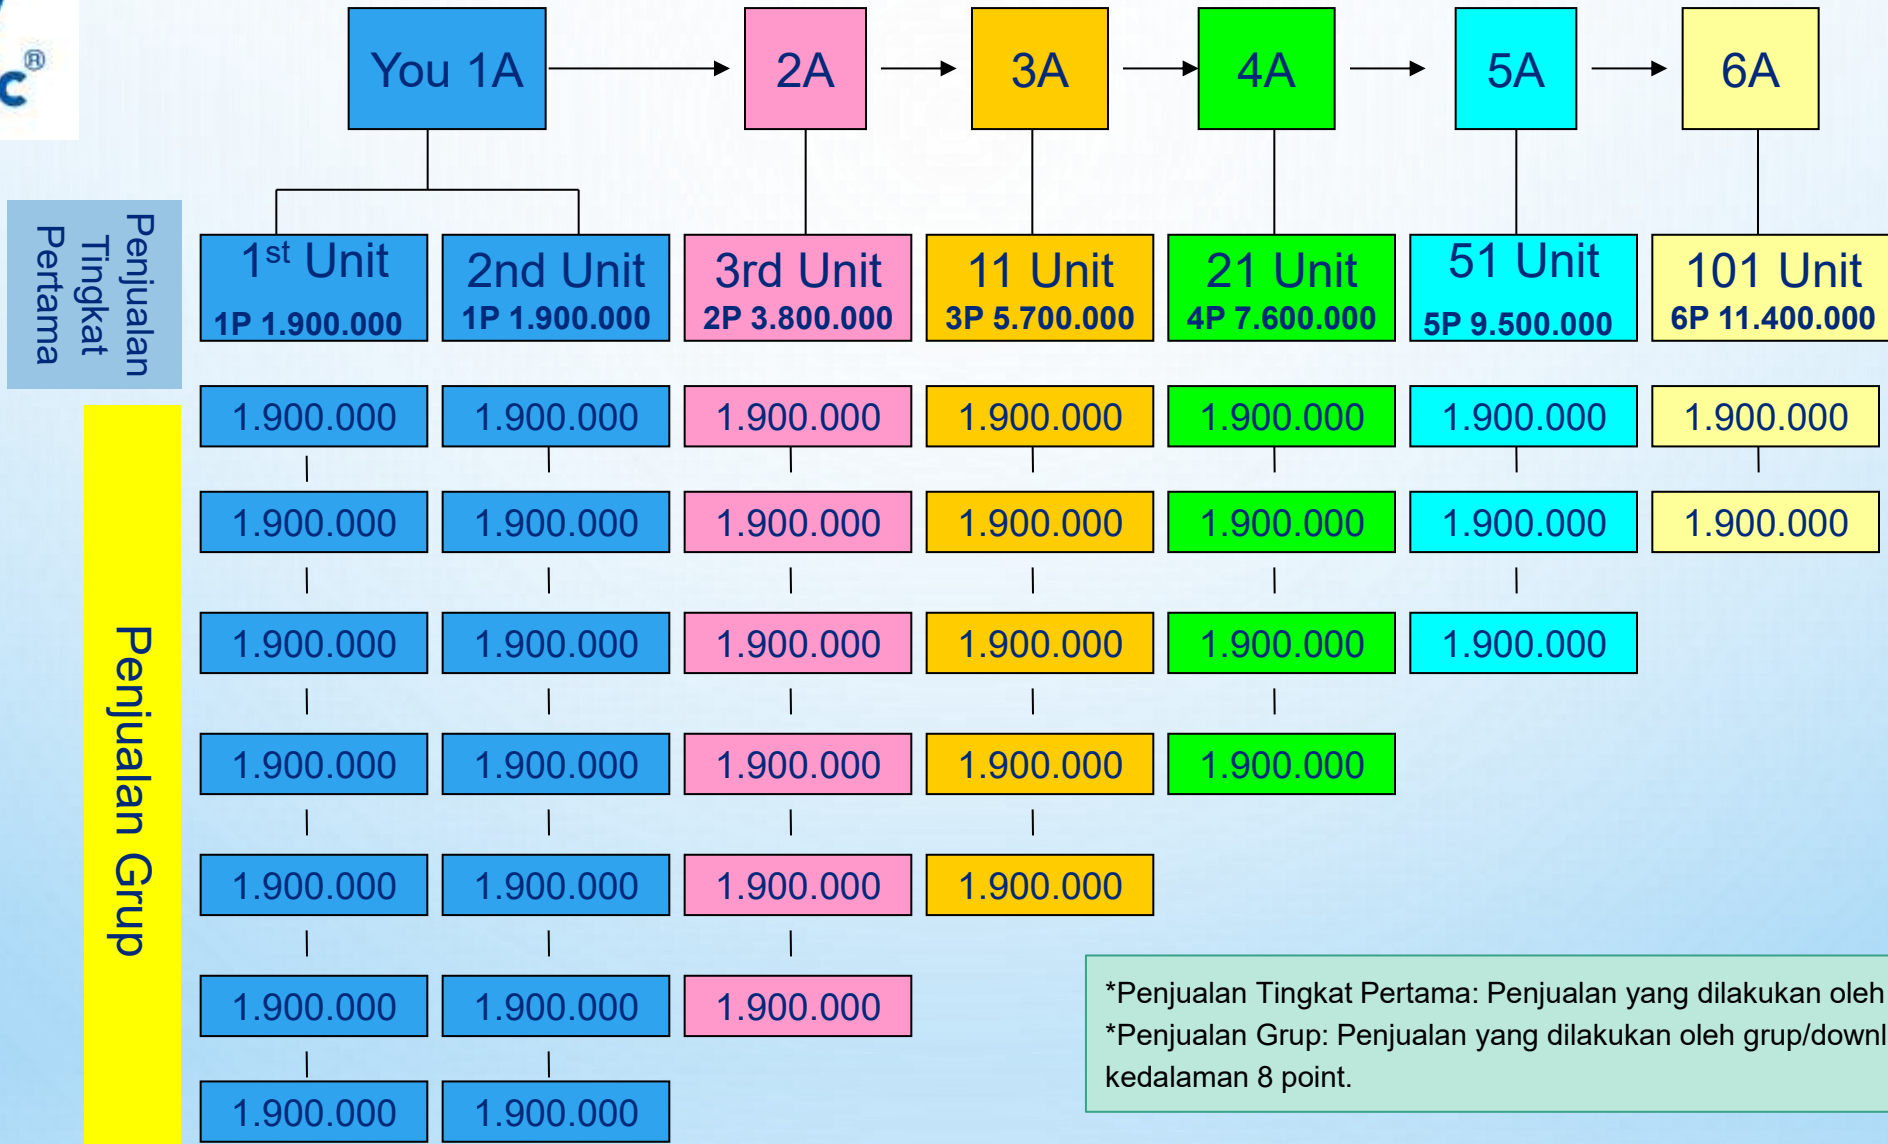 c®
You 1A
2A
3A
4A
5A
6A
Penjualan
Tingkat
Pertama
1st Unit
1P 1.900.000
2nd Unit
1P 1.900.000
3rd Unit
2P 3.800.000
11 Unit
3P 5.700.000
21 Unit
4P 7.600.000
51 Unit
5P 9.500.000
101 Unit
6P 11.400.000
Penjualan Grup
1.900.000 1.900.000 1.900.000 1.900.000 1.900.000 1.900.000 1.900.000
1.900.000 1.900.000 1.900.000 1.900.000 1.900.000 1.900.000 1.900.000
1.900.000 1.900.000 1.900.000 1.900.000 1.900.000 1.900.000
1.900.000 1.900.000 1.900.000 1.900.000 1.900.000
1.900.000 1.900.000 1.900.000 1.900.000
1.900.000 1.900.000 1.900.000
1.900.000 1.900.000
*Penjualan Tingkat Pertama: Penjualan yang dilakukan oleh
*Penjualan Grup: Penjualan yang dilakukan oleh grup/downl
kedalaman 8 point.